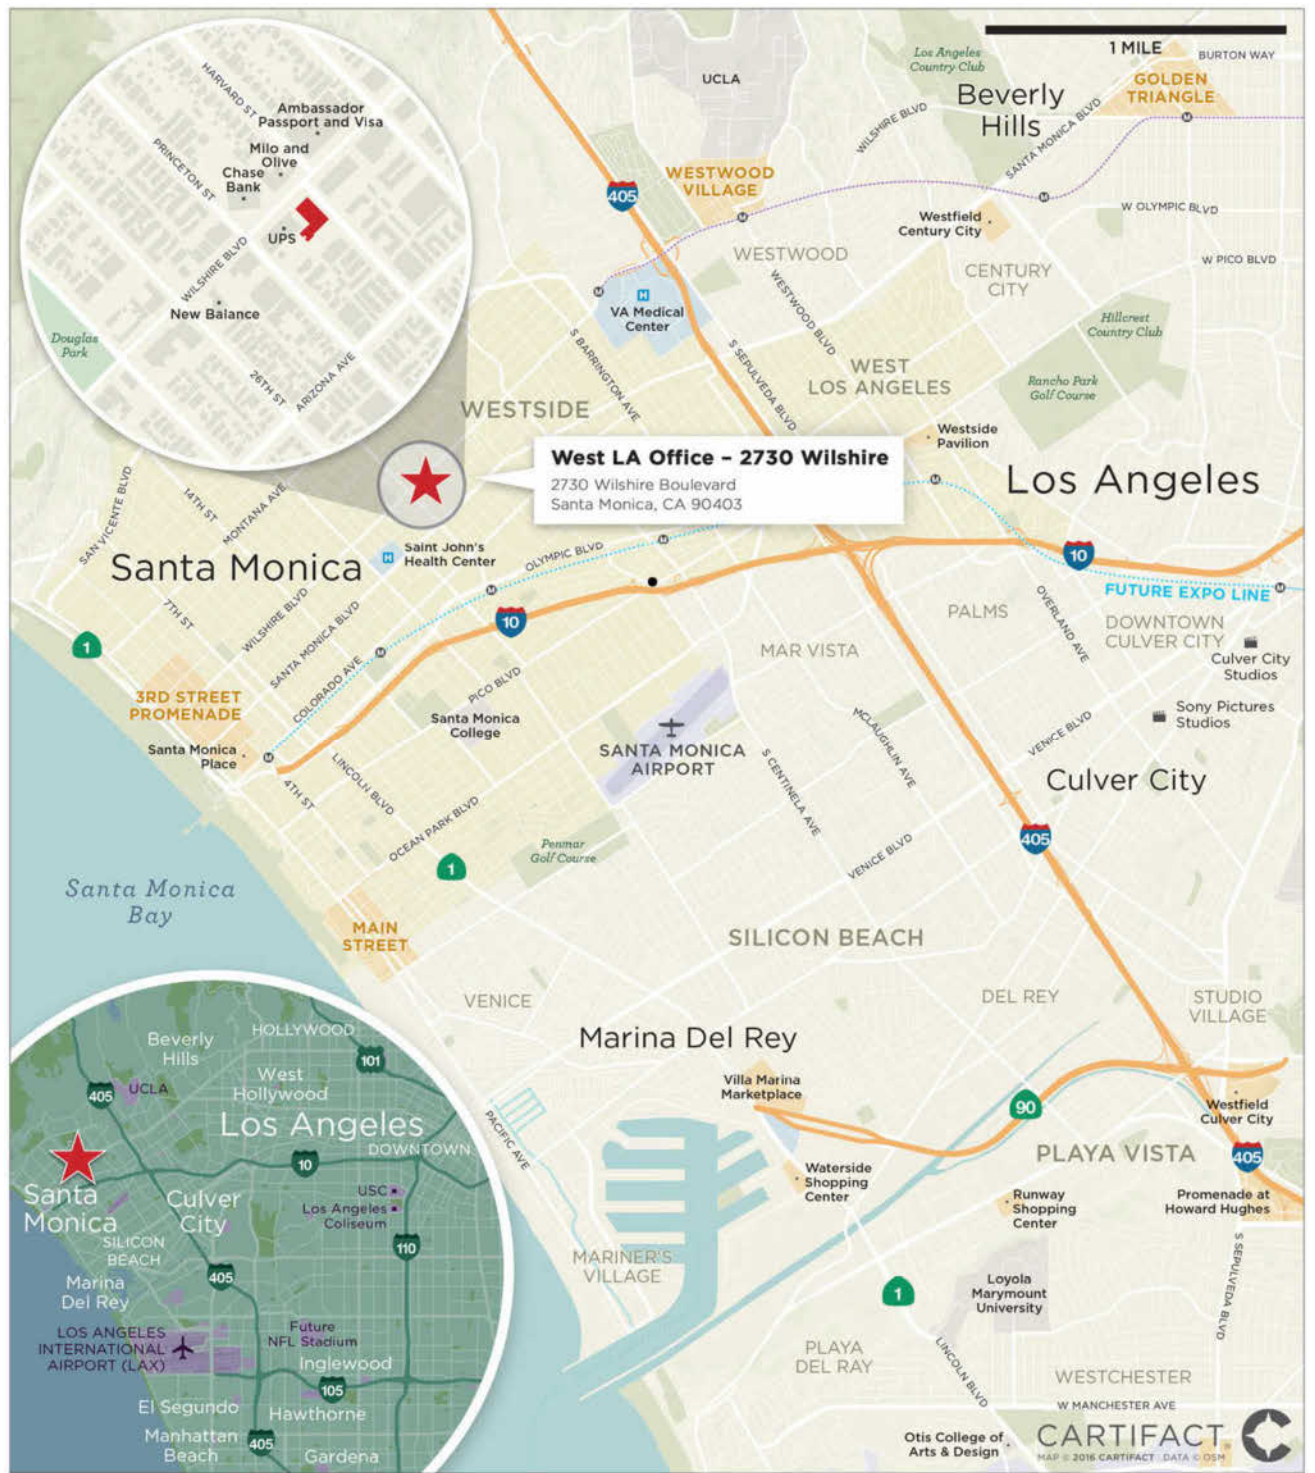 1 MILE
BURTON WAY
Los Angeles
Country Club
GOLDEN
TRIANGLE
UCLA
Beverly
Hills
WILSHIRE BLVD
SANTA MONICA BLVD
HARVARD ST
Ambassador
Passport and Visa
PRINCETON ST
Milo and
Olive
Chase
Bank
UPS
WILSHIRE BLVD
New Balance
Douglas
Park
26TH ST
ARIZONA AVE
405
WESTWOOD
VILLAGE
M
M
M
W OLYMPIC BLVD
Westfield
Century City
W PICO BLVD
WESTWOOD
CENTURY
CITY
M
H
VA Medical
Center
WESTWOOD BLVD
Hillcrest
Country Club
S BARRINGTON AVE
S SEPULVEDA BLVD
WEST
LOS ANGELES
Rancho Park
Golf Course
WESTSIDE
Westside
Pavilion
West LA Office – 2730 Wilshire
2730 Wilshire Boulevard
Santa Monica, CA 90403
M
Los Angeles
SAN VICENTE BLVD
14TH ST
MONTANA AVE
Santa Monica
H
Saint John's
Health Center
OLYMPIC BLVD
M
10
M
FUTURE EXPO LINE
M
7TH ST
WILSHIRE BLVD
SANTA MONICA BLVD
M
10
PALMS
OVERLAND AVE
DOWNTOWN
CULVER CITY
1
COLORADO AVE
MAR VISTA
Culver City
Studios
3RD STREET
PROMENADE
PICO BLVD
Santa Monica
College
Sony Pictures
Studios
Santa Monica
Place
M
SANTA MONICA
AIRPORT
MCLAUGHLIN AVE
VENICE BLVD
4TH ST
LINCOLN BLVD
S CENTINELA AVE
Culver City
OCEAN PARK BLVD
Penmar
Golf Course
405
1
VENICE BLVD
Santa Monica
Bay
MAIN
STREET
SILICON BEACH
VENICE
DEL REY
STUDIO
VILLAGE
Marina Del Rey
Villa Marina
Marketplace
90
Westfield
Culver City
PACIFIC AVE
PLAYA VISTA
405
Waterside
Shopping
Center
Runway
Shopping
Center
Promenade at
Howard Hughes
MARINER'S
VILLAGE
1
Loyola
Marymount
University
S SEPULVEDA BLVD
PLAYA
DEL RAY
LINCOLN BLVD
WESTCHESTER
W MANCHESTER AVE
Otis College of
Arts & Design
CARTIFACT
MAP © 2016 CARTIFACT DATA © OSM
HOLLYWOOD
Beverly
Hills
101
West
Hollywood
405
UCLA
Los Angeles
DOWNTOWN
10
Santa
Monica
Culver
City
USC
Los Angeles
Coliseum
SILICON
BEACH
110
405
Marina
Del Rey
LOS ANGELES
INTERNATIONAL
AIRPORT (LAX)
Future
NFL Stadium
Inglewood
105
El Segundo
Hawthorne
Manhattan
Beach
405
Gardena